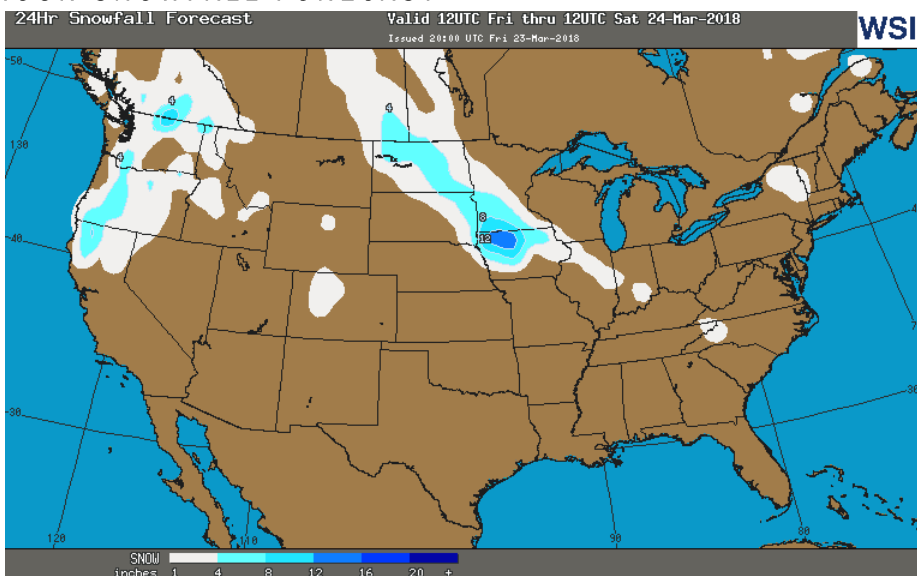 24Hr Snowfall Forecast
Valid 12UTC Fri thru 12UTC Sat 24-Mar-2018
WSI
Issued 20:00 UTC Fri 23-Mar-2018
50
4
4
130
4
8
12
40
30
120
110
90
80
SNOW
inches 1 4 8 12 16 20 +